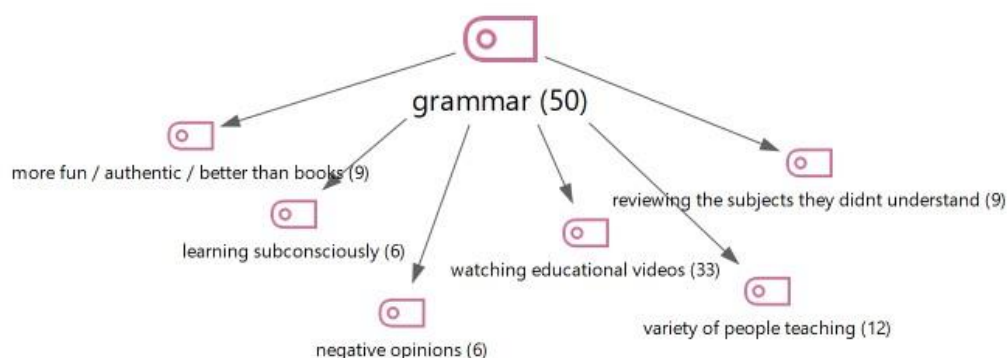 grammar (50)
more fun / authentic / better than books (9)
reviewing the subjects they didnt understand (9)
learning subconsciously (6)
watching educational videos (33)
variety of people teaching (12)
negative opinions (6)